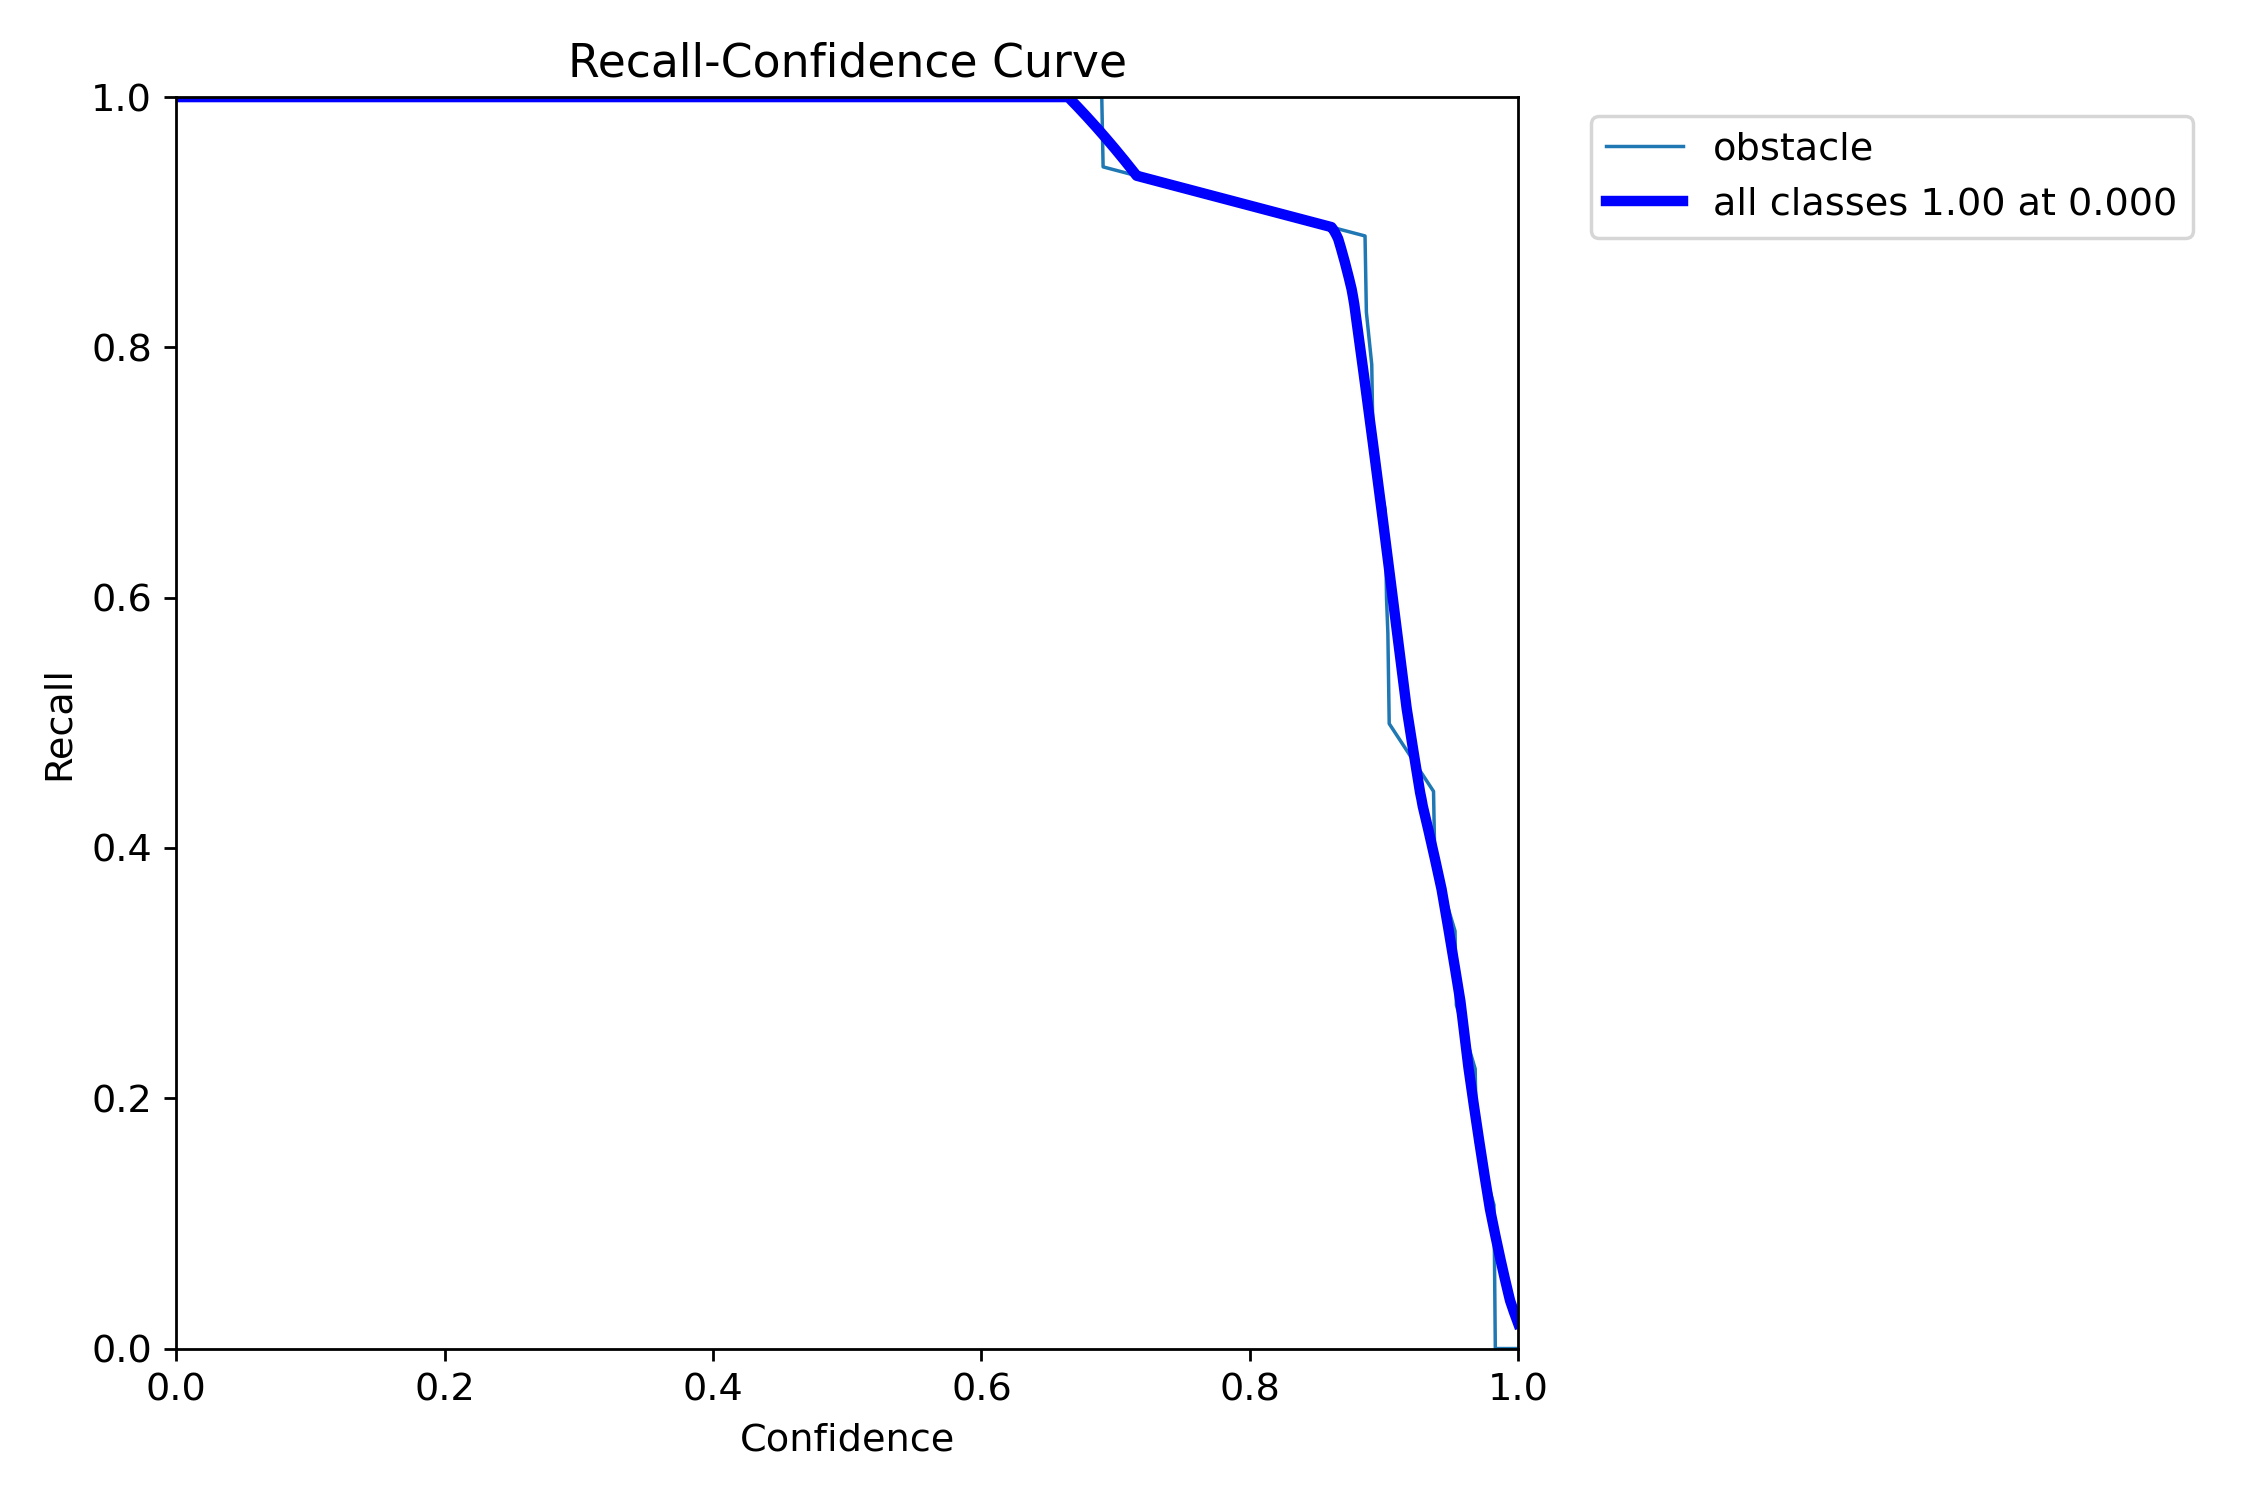 Recall-Confidence Curve
obstacle
all classes 1.00 at 0.000
Recall
1.0
0.8
0.6
0.4
0.2
0.0
0.0 0.2 0.4 0.6 0.8 1.0
Confidence